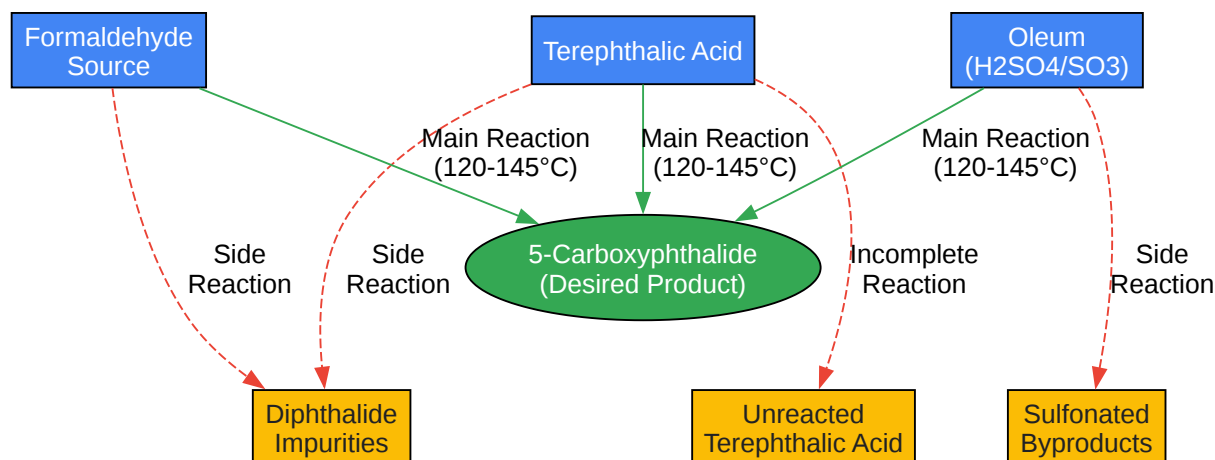 Formaldehyde
Source
Terephthalic Acid
Oleum
(H2SO4/SO3)
Main Reaction
(120-145°C)
Main Reaction
(120-145°C)
Main Reaction
(120-145°C)
Side
Reaction
Side
Reaction
5-Carboxyphthalide
(Desired Product)
Incomplete
Reaction
Side
Reaction
Diphthalide
Impurities
Unreacted
Terephthalic Acid
Sulfonated
Byproducts